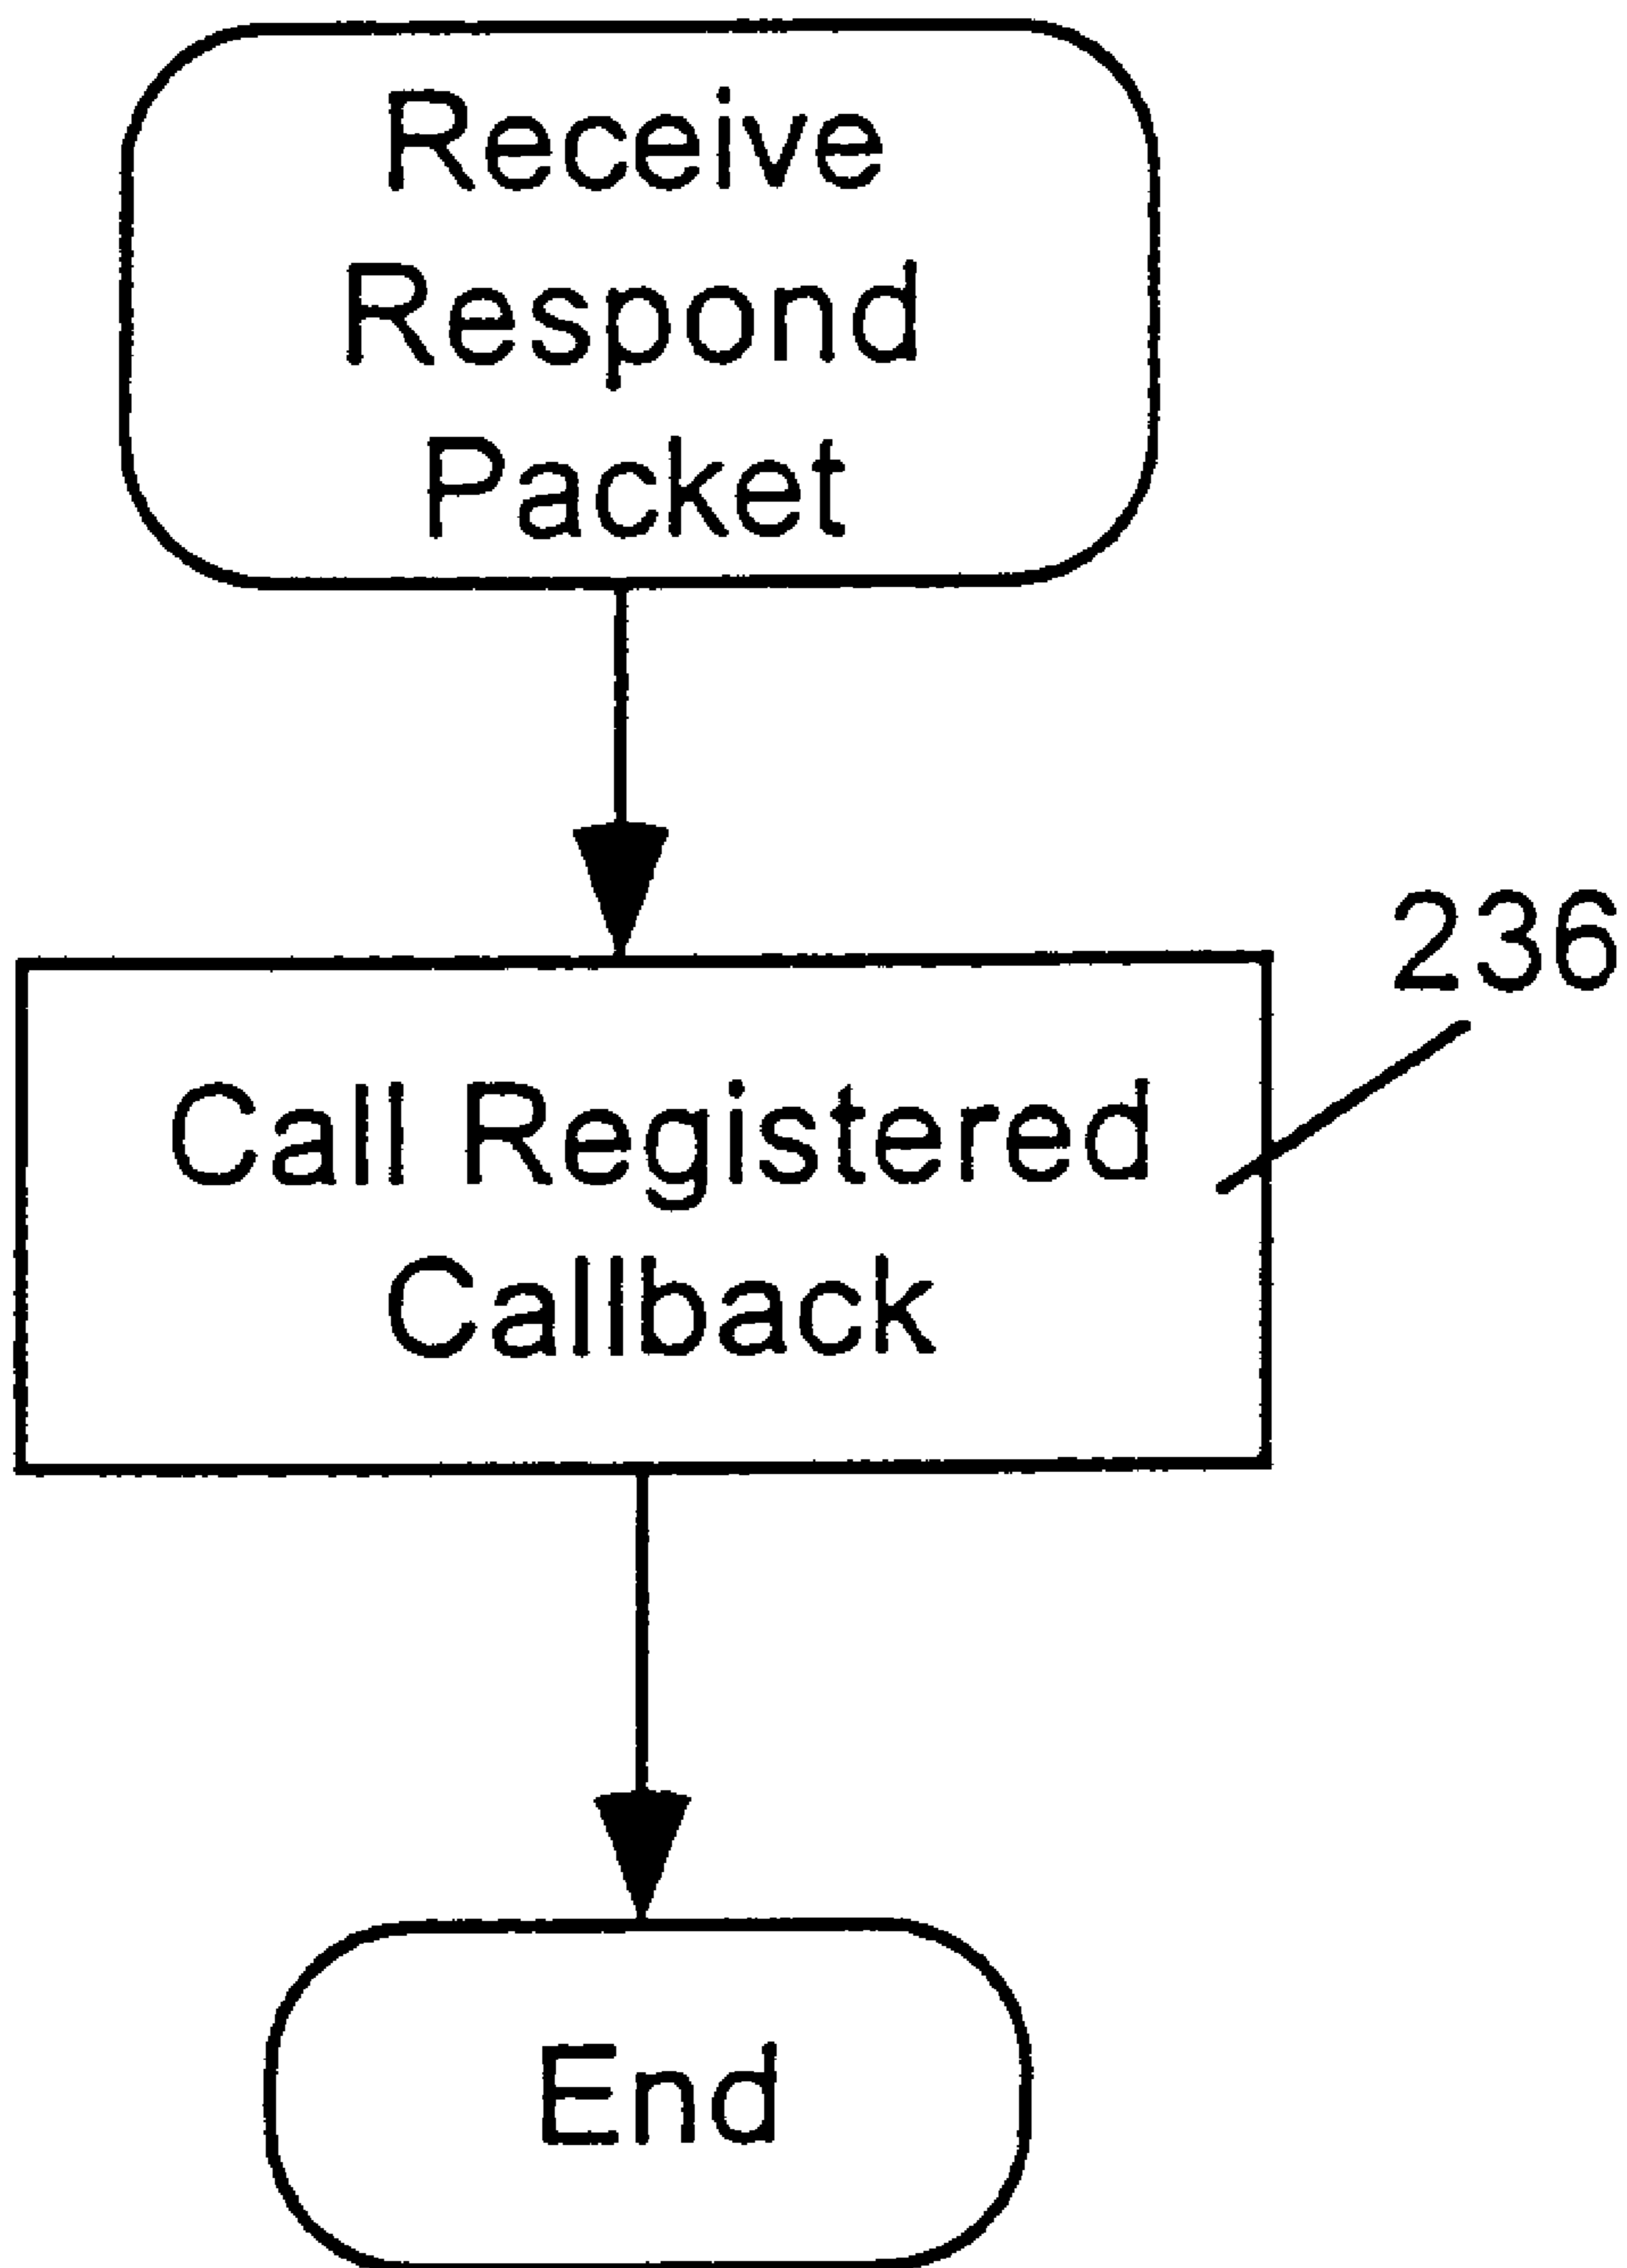 Receive
Respond
Packet
236
Call Registered
Callback
End